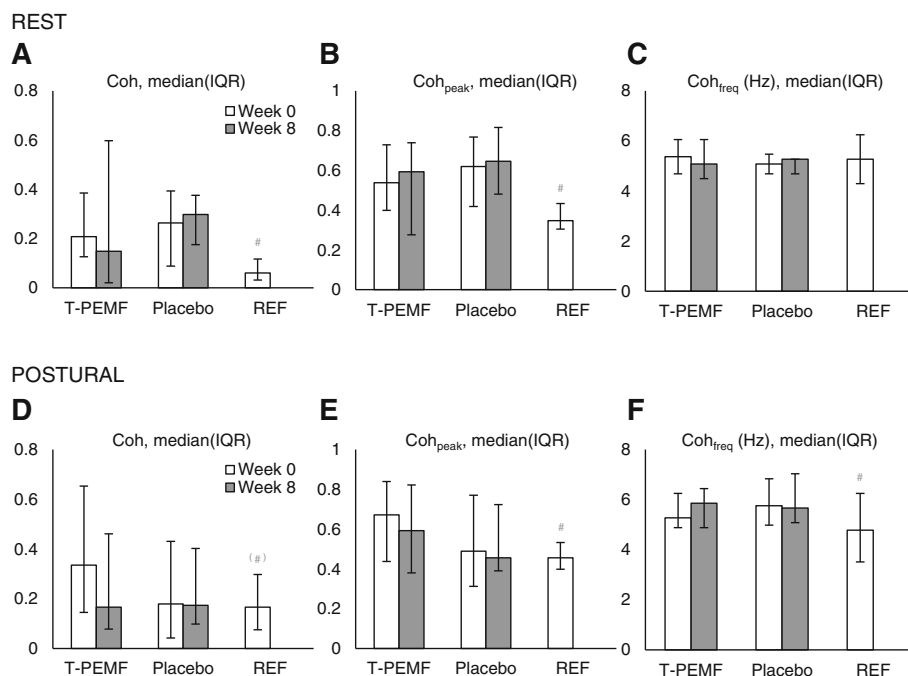 REST
A
Coh, median(IQR)
0.8
0.6
0.4
0.2
0
Week 0
Week 8
#
T-PEMF Placebo REF
B
Cohpeak, median(IQR)
1
0.8
0.6
0.4
0.2
0
#
T-PEMF Placebo REF
C
Cohfreq (Hz), median(IQR)
8
6
4
2
0
T-PEMF Placebo REF
POSTURAL
D
Coh, median(IQR)
0.8
0.6
0.4
0.2
0
Week 0
Week 8
(#)
T-PEMF Placebo REF
E
Cohpeak, median(IQR)
1
0.8
0.6
0.4
0.2
0
#
T-PEMF Placebo REF
F
Cohfreq (Hz), median(IQR)
8
6
4
2
0
#
T-PEMF Placebo REF